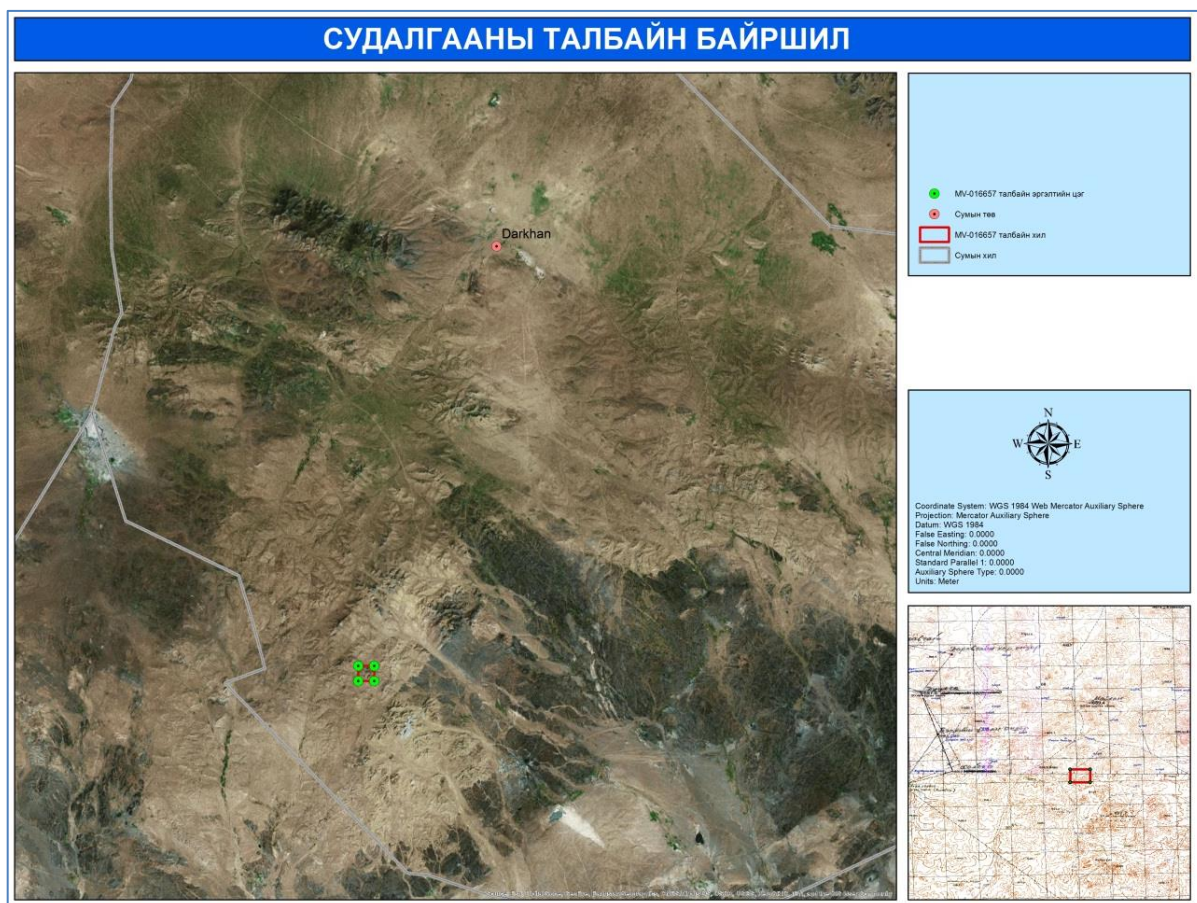 СУДАЛГААНЫ ТАЛБАЙН БАЙРШИЛ
Darkhan
MV-016657 талбайн эргэлтийн цэг
Сумын төв
MV-016657 талбайн хил
Сумын хил
N
W E
S
Coordinate System: WGS 1984 Web Mercator Auxiliary Sphere
Projection: Mercator Auxiliary Sphere
Datum: WGS 1984
False Easting: 0.0000
False Northing: 0.0000
Central Meridian: 0.0000
Standard Parallel 1: 0.0000
Auxiliary Sphere Type: 0.0000
Units: Meter